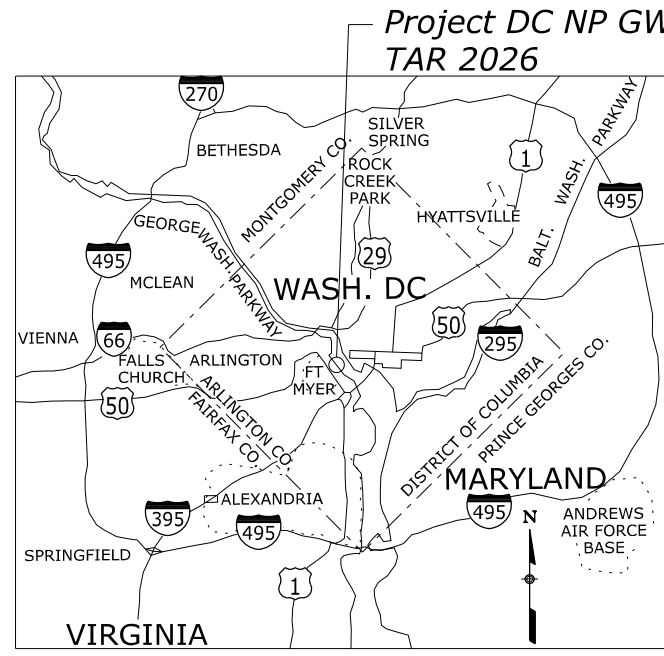 Project DC NP GW
TAR 2026
270
SILVER
SPRING
BETHESDA
MONTGOMERY CO.
ROCK
CREEK
PARK
1
BALT. WASH. PARKWAY
495
HYATTSVILLE
GEORGE WASH. PARKWAY
29
495
MCLEAN
WASH. DC
50
VIENNA
66
295
FALLS
CHURCH
ARLINGTON
FT
MYER
50
ARLINGTON CO.
FAIRFAX CO.
DISTRICT OF COLUMBIA
PRINCE GEORGES CO.
MARYLAND
ALEXANDRIA
395
495
495
N
ANDREWS
AIR FORCE
BASE
SPRINGFIELD
1
VIRGINIA